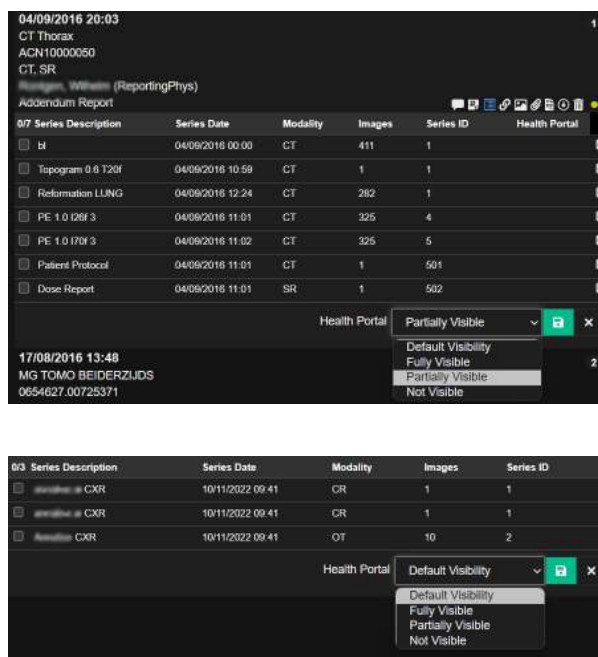 04/09/2016 20:03
1
CT Thorax
ACN10000050
CT, SR
(ReportingPhys)
Addendum Report
0/7 Series Description Series Date Modality Images Series ID Health Portal
bl 04/09/2016 00:00 CT 411 1
Topogram 0.6 T20f 04/09/2016 10:59 CT 1 1
Reformation LUNG 04/09/2016 12:24 CT 282 1
PE 1.0 I26f 3 04/09/2016 11:01 CT 325 4
PE 1.0 I70f 3 04/09/2016 11:02 CT 325 5
Patient Protocol 04/09/2016 11:01 CT 1 501
Dose Report 04/09/2016 11:01 SR 1 502
Health Portal Partially Visible
Default Visibility
Fully Visible
Partially Visible
Not Visible
17/08/2016 13:48
2
MG TOMO BEIDERZIJDS
0654627.00725371
0/3 Series Description Series Date Modality Images Series ID
CXR 10/11/2022 09:41 CR 1 1
CXR 10/11/2022 09:41 CR 1 1
CXR 10/11/2022 09:41 OT 10 2
Health Portal Default Visibility
Default Visibility
Fully Visible
Partially Visible
Not Visible